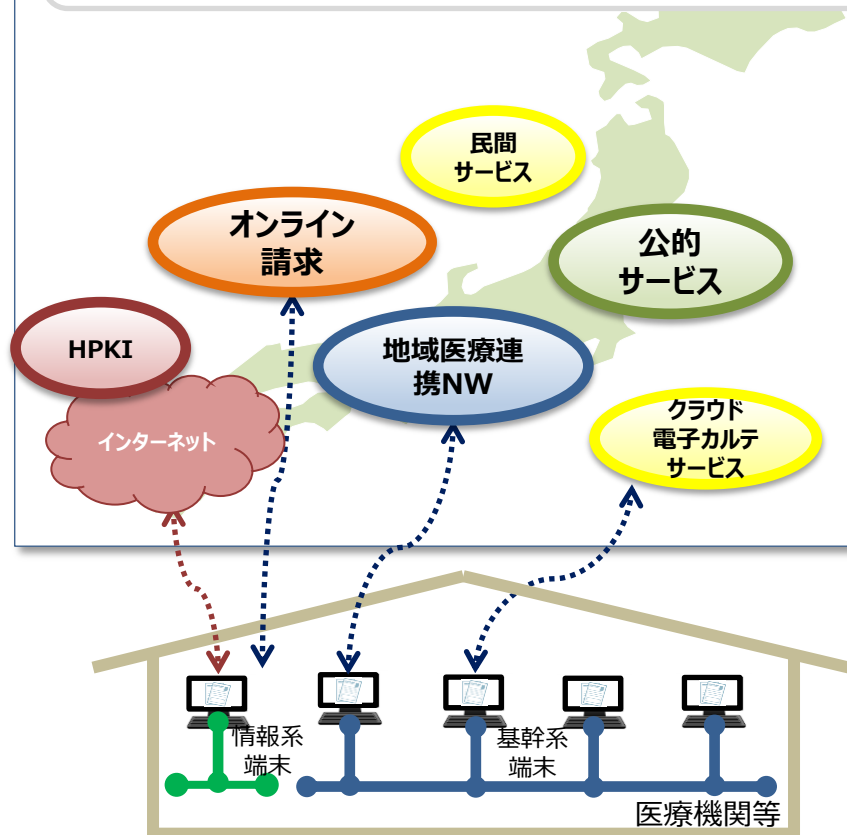 民間
サービス
オンライン
請求
公的
サービス
HPKI
地域医療連
携NW
クラウド
電子カルテ
サービス
インターネット
情報系
端末
基幹系
端末
医療機関等